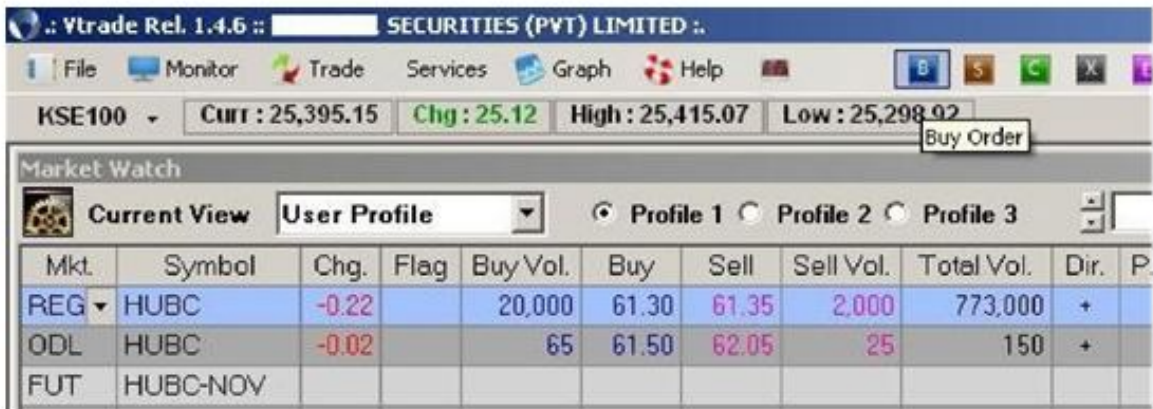 .: Vtrade Rel. 1.4.6 :: SECURITIES (PVT) LIMITED :.
File Monitor Trade Services Graph Help B S C X E
KSE100 Curr : 25,395.15 Chg : 25.12 High : 25,415.07 Low : 25,298.92
Buy Order
Market Watch
Current View User Profile Profile 1 Profile 2 Profile 3
Mkt. Symbol Chg. Flag Buy Vol. Buy Sell Sell Vol. Total Vol. Dir. P.
REG HUBC -0.22 20,000 61.30 61.35 2,000 773,000 +
ODL HUBC -0.02 65 61.50 62.05 25 150 +
FUT HUBC-NOV